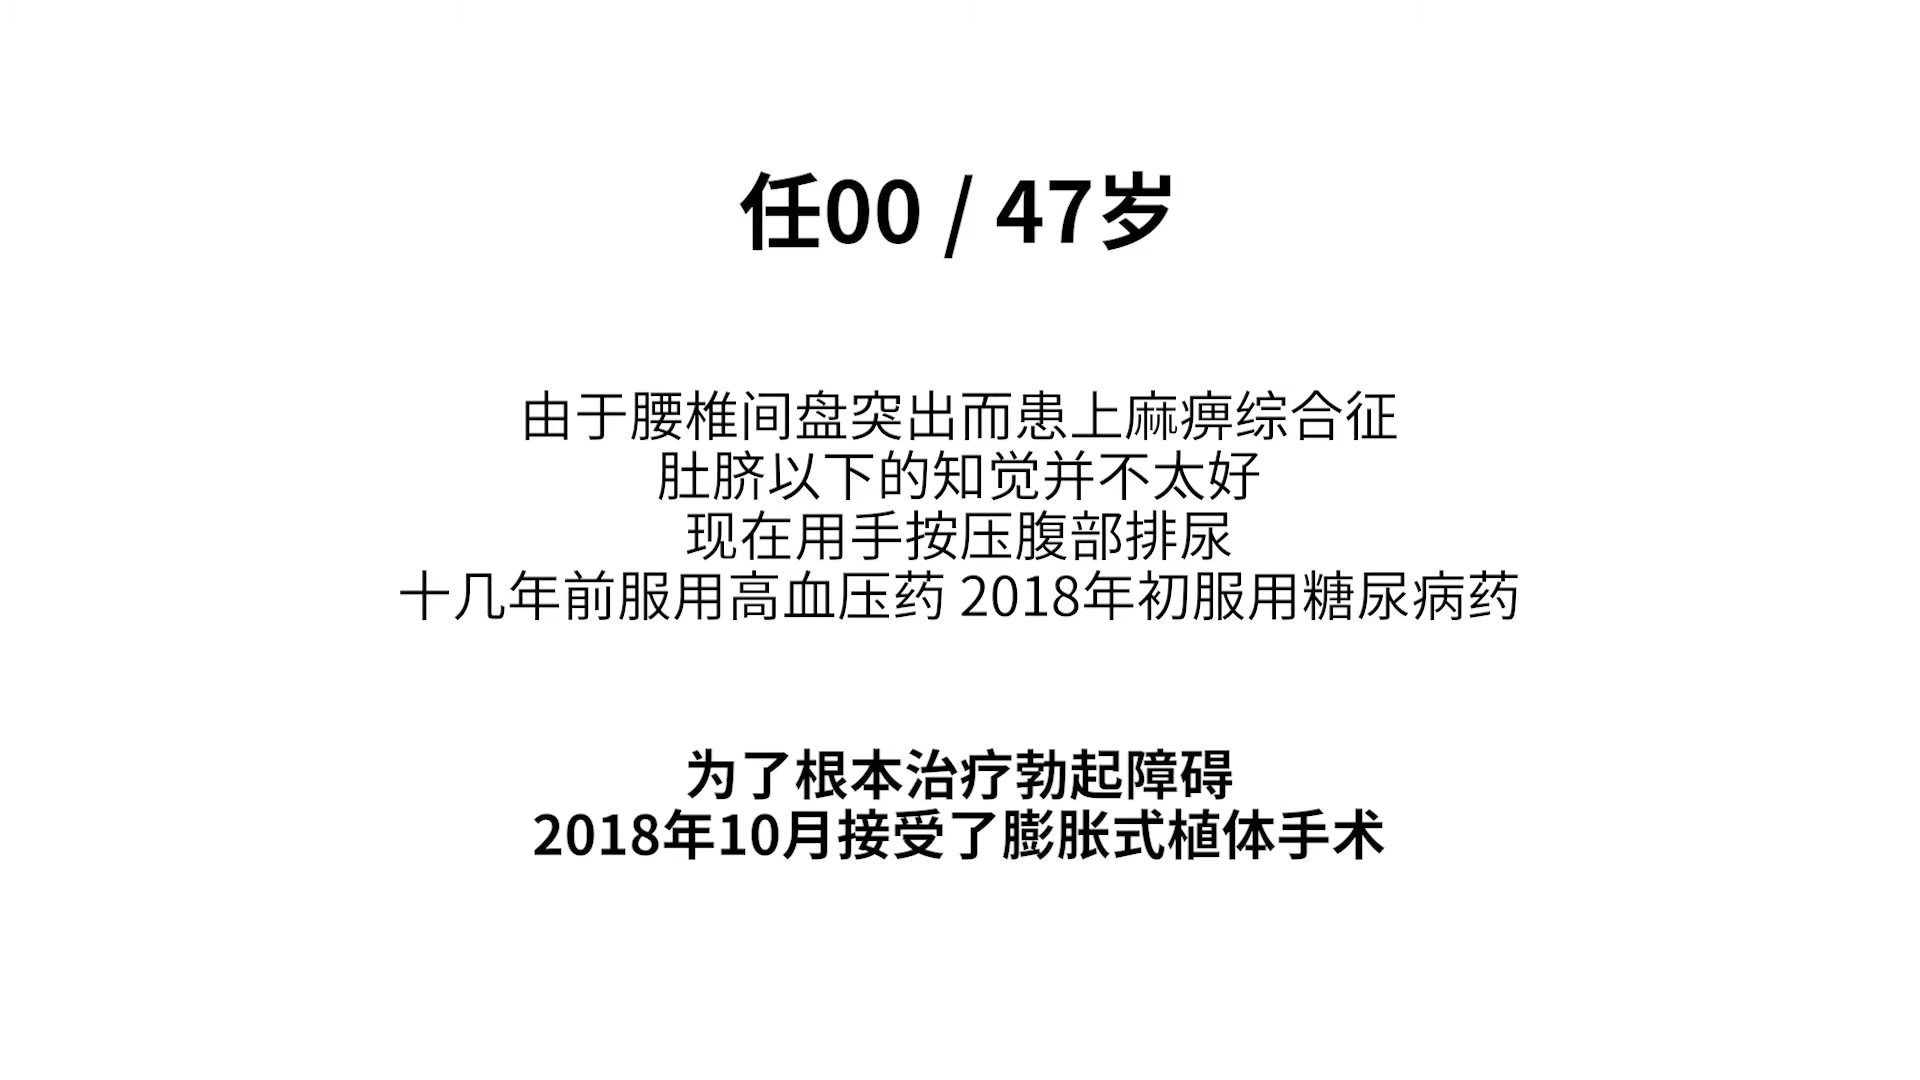 任00 / 47岁
由于腰椎间盘突出而患上麻痹综合征
肚脐以下的知觉并不太好
现在用手按压腹部排尿
十几年前服用高血压药 2018年初服用糖尿病药
为了根本治疗勃起障碍
2018年10月接受了膨胀式植体手术